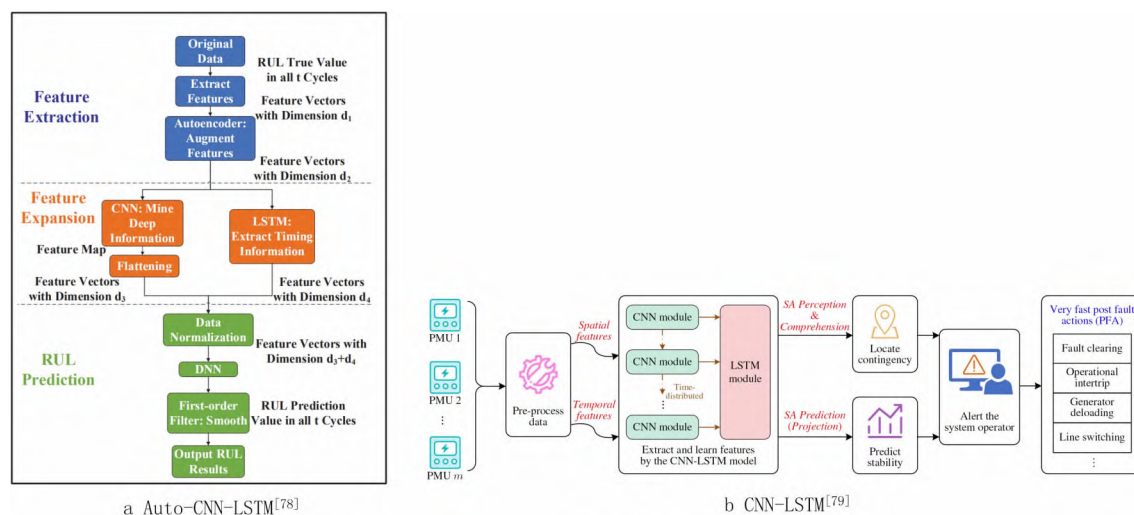 Original
Data
RUL True Value
in all t Cycles
Extract
Features
Feature
Extraction
Feature Vectors
with Dimension d₁
Autoencoder:
Augment
Features
Feature Vectors
with Dimension d₂
Feature
Expansion
CNN: Mine
Deep
Information
LSTM:
Extract Timing
Information
Feature Map
Flattening
Feature Vectors
with Dimension d₃
Feature Vectors
with Dimension d₄
Data
Normalization
Feature Vectors with
Dimension d₃+d₄
RUL
Prediction
DNN
First-order
Filter: Smooth
RUL Prediction
Value in all t Cycles
Output RUL
Results
a Auto-CNN-LSTM[78]
PMU 1
PMU 2
⋮
PMU m
Pre-process
data
Spatial
features
Temporal
features
CNN module
CNN module
Time-
distributed
⋮
CNN module
LSTM
module
Extract and learn features
by the CNN-LSTM model
SA Perception
&
Comprehension
SA Prediction
(Projection)
Locate
contingency
Predict
stability
Alert the
system operator
Very fast post fault
actions (PFA)
Fault clearing
Operational
intertrip
Generator
deloading
Line switching
⋮
b CNN-LSTM[79]